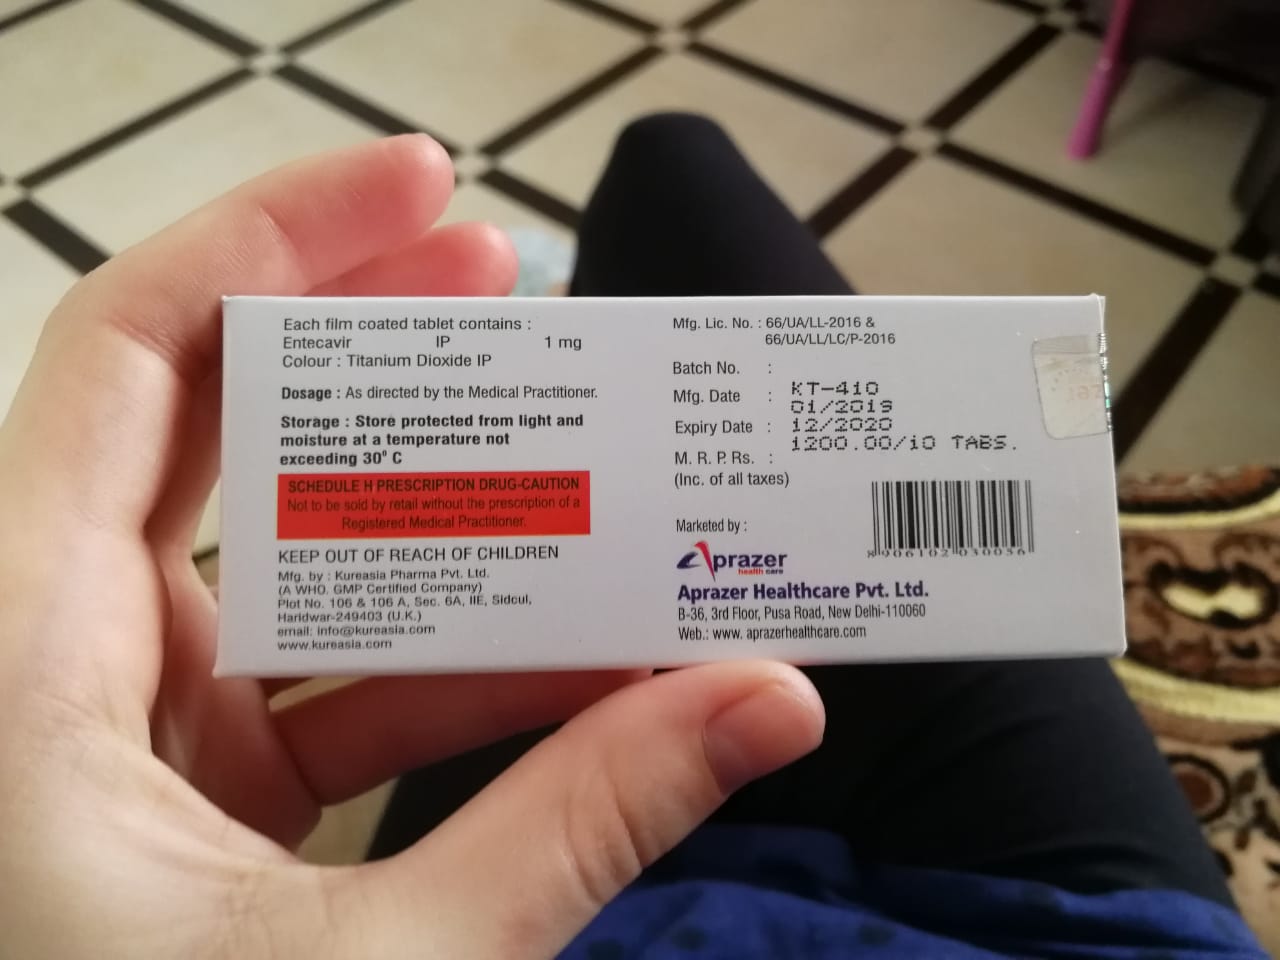 Each film coated tablet contains :
Entecavir IP 1 mg
Colour : Titanium Dioxide IP
Dosage : As directed by the Medical Practitioner.
Storage : Store protected from light and
moisture at a temperature not
exceeding 30° C
SCHEDULE H PRESCRIPTION DRUG-CAUTION
Not to be sold by retail without the prescription of a
Registered Medical Practitioner.
KEEP OUT OF REACH OF CHILDREN
Mfg. by : Kureasia Pharma Pvt. Ltd.
(A WHO. GMP Certified Company)
Plot No. 106 & 106 A, Sec. 6A, IIE, Sidcul,
Haridwar-249403 (U.K.)
email: info@kureasia.com
www.kureasia.com
Mfg. Lic. No. : 66/UA/LL-2016 &
66/UA/LL/LC/P-2016
Batch No. :
Mfg. Date :
Expiry Date :
M. R. P. Rs. :
(Inc. of all taxes)
KT-410
01/2019
12/2020
1200.00/10 TABS.
Marketed by :
Aprazer
health care
Aprazer Healthcare Pvt. Ltd.
B-36, 3rd Floor, Pusa Road, New Delhi-110060
Web.: www. aprazerhealthcare.com
8 906102 030056